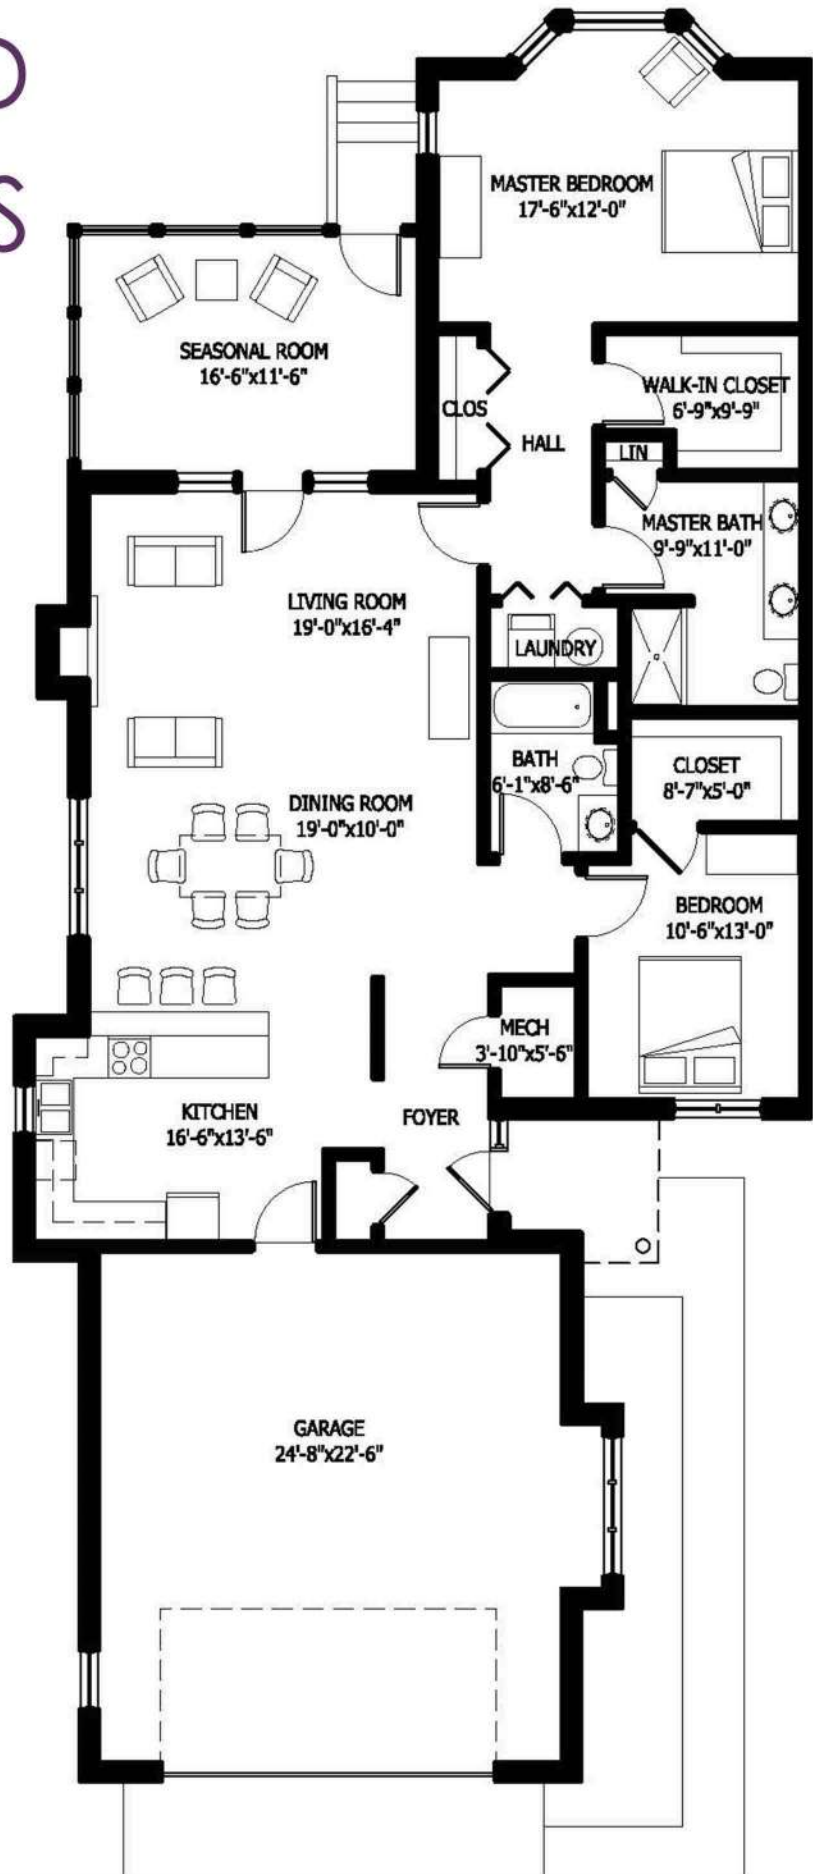 D
S
MASTER BEDROOM
17'-6"x12'-0"
SEASONAL ROOM
16'-6"x11'-6"
CLOS
WALK-IN CLOSET
6'-9"x9'-9"
HALL
LIN
MASTER BATH
9'-9"x11'-0"
LIVING ROOM
19'-0"x16'-4"
LAUNDRY
BATH
6'-1"x8'-6"
CLOSET
8'-7"x5'-0"
DINING ROOM
19'-0"x10'-0"
BEDROOM
10'-6"x13'-0"
MECH
3'-10"x5'-6"
KITCHEN
16'-6"x13'-6"
FOYER
GARAGE
24'-8"x22'-6"